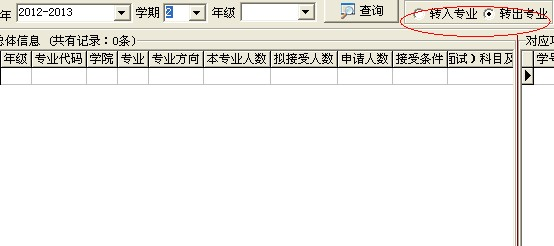 年 2012-2013 学期 2 年级 查询 转入专业 转出专业
总体信息 (共有记录：0条) 对应
年级 专业代码 学院 专业 专业方向 本专业人数 拟接受人数 申请人数 接受条件 面试）科目及 学号